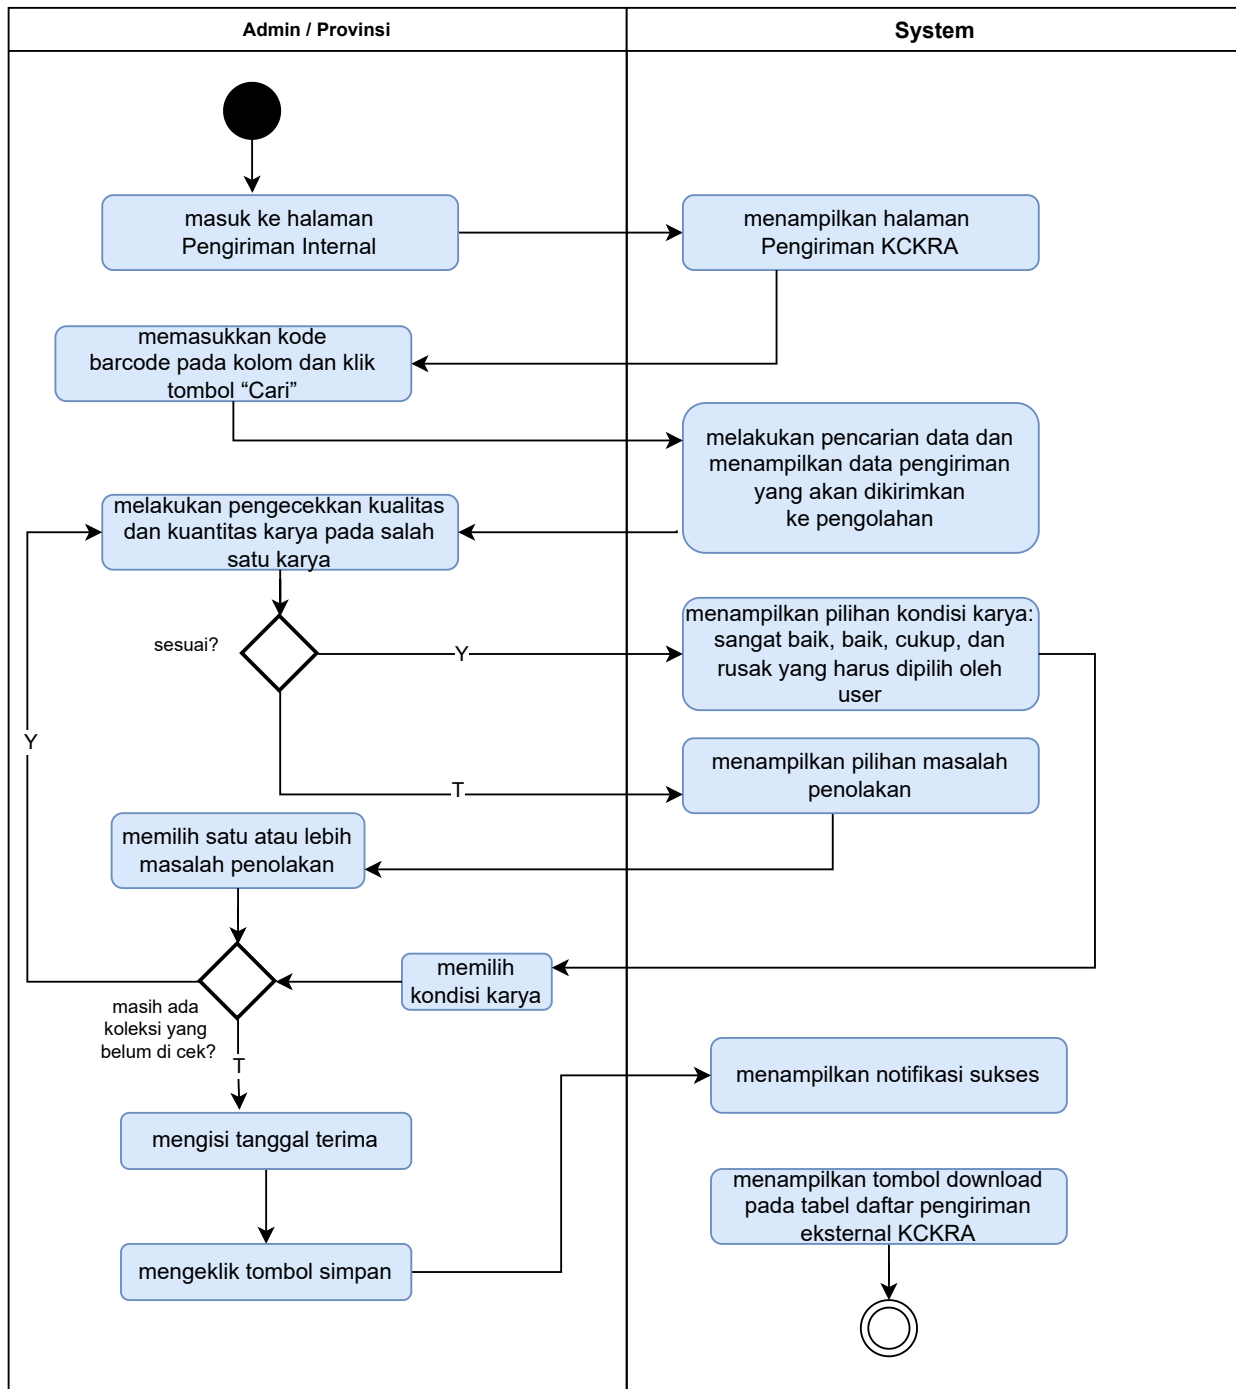 Admin / Provinsi
System
masuk ke halaman
Pengiriman Internal
menampilkan halaman
Pengiriman KCKRA
memasukkan kode
barcode pada kolom dan klik
tombol “Cari”
melakukan pencarian data dan
menampilkan data pengiriman
yang akan dikirimkan
ke pengolahan
melakukan pengecekkan kualitas
dan kuantitas karya pada salah
satu karya
sesuai?
Y
menampilkan pilihan kondisi karya:
sangat baik, baik, cukup, dan
rusak yang harus dipilih oleh
user
Y
T
menampilkan pilihan masalah
penolakan
memilih satu atau lebih
masalah penolakan
memilih
kondisi karya
masih ada
koleksi yang
belum di cek?
T
menampilkan notifikasi sukses
mengisi tanggal terima
menampilkan tombol download
pada tabel daftar pengiriman
eksternal KCKRA
mengeklik tombol simpan